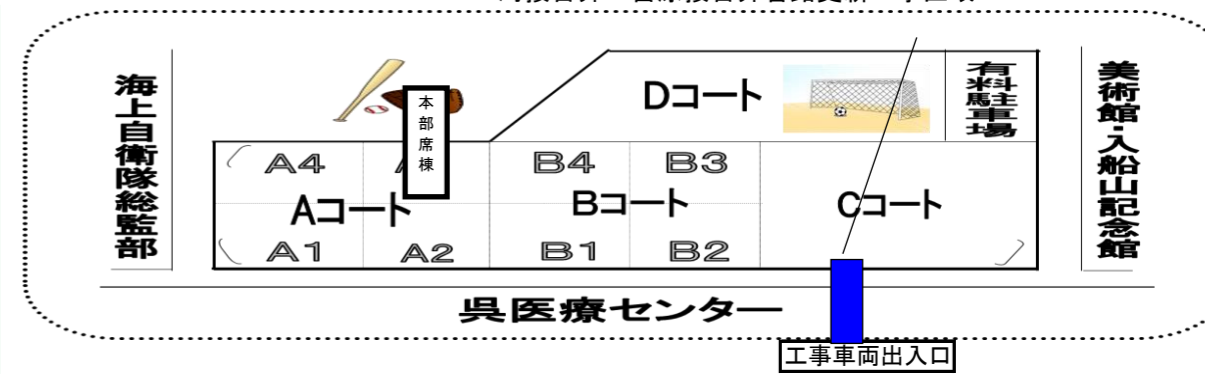 海上自衛隊総監部
本部席棟
Dコート
有料駐車場
美術館・入船山記念館
A4
B4
B3
Aコート
Bコート
Cコート
A1
A2
B1
B2
呉医療センター
工事車両出入口